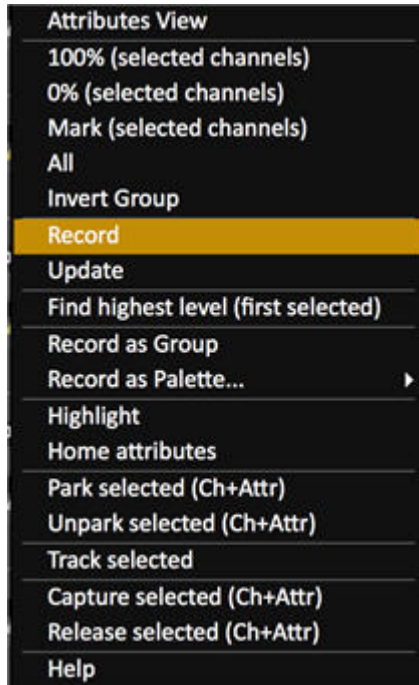 Attributes View
100% (selected channels)
0% (selected channels)
Mark (selected channels)
All
Invert Group
Record
Update
Find highest level (first selected)
Record as Group
Record as Palette...
Highlight
Home attributes
Park selected (Ch+Attr)
Unpark selected (Ch+Attr)
Track selected
Capture selected (Ch+Attr)
Release selected (Ch+Attr)
Help